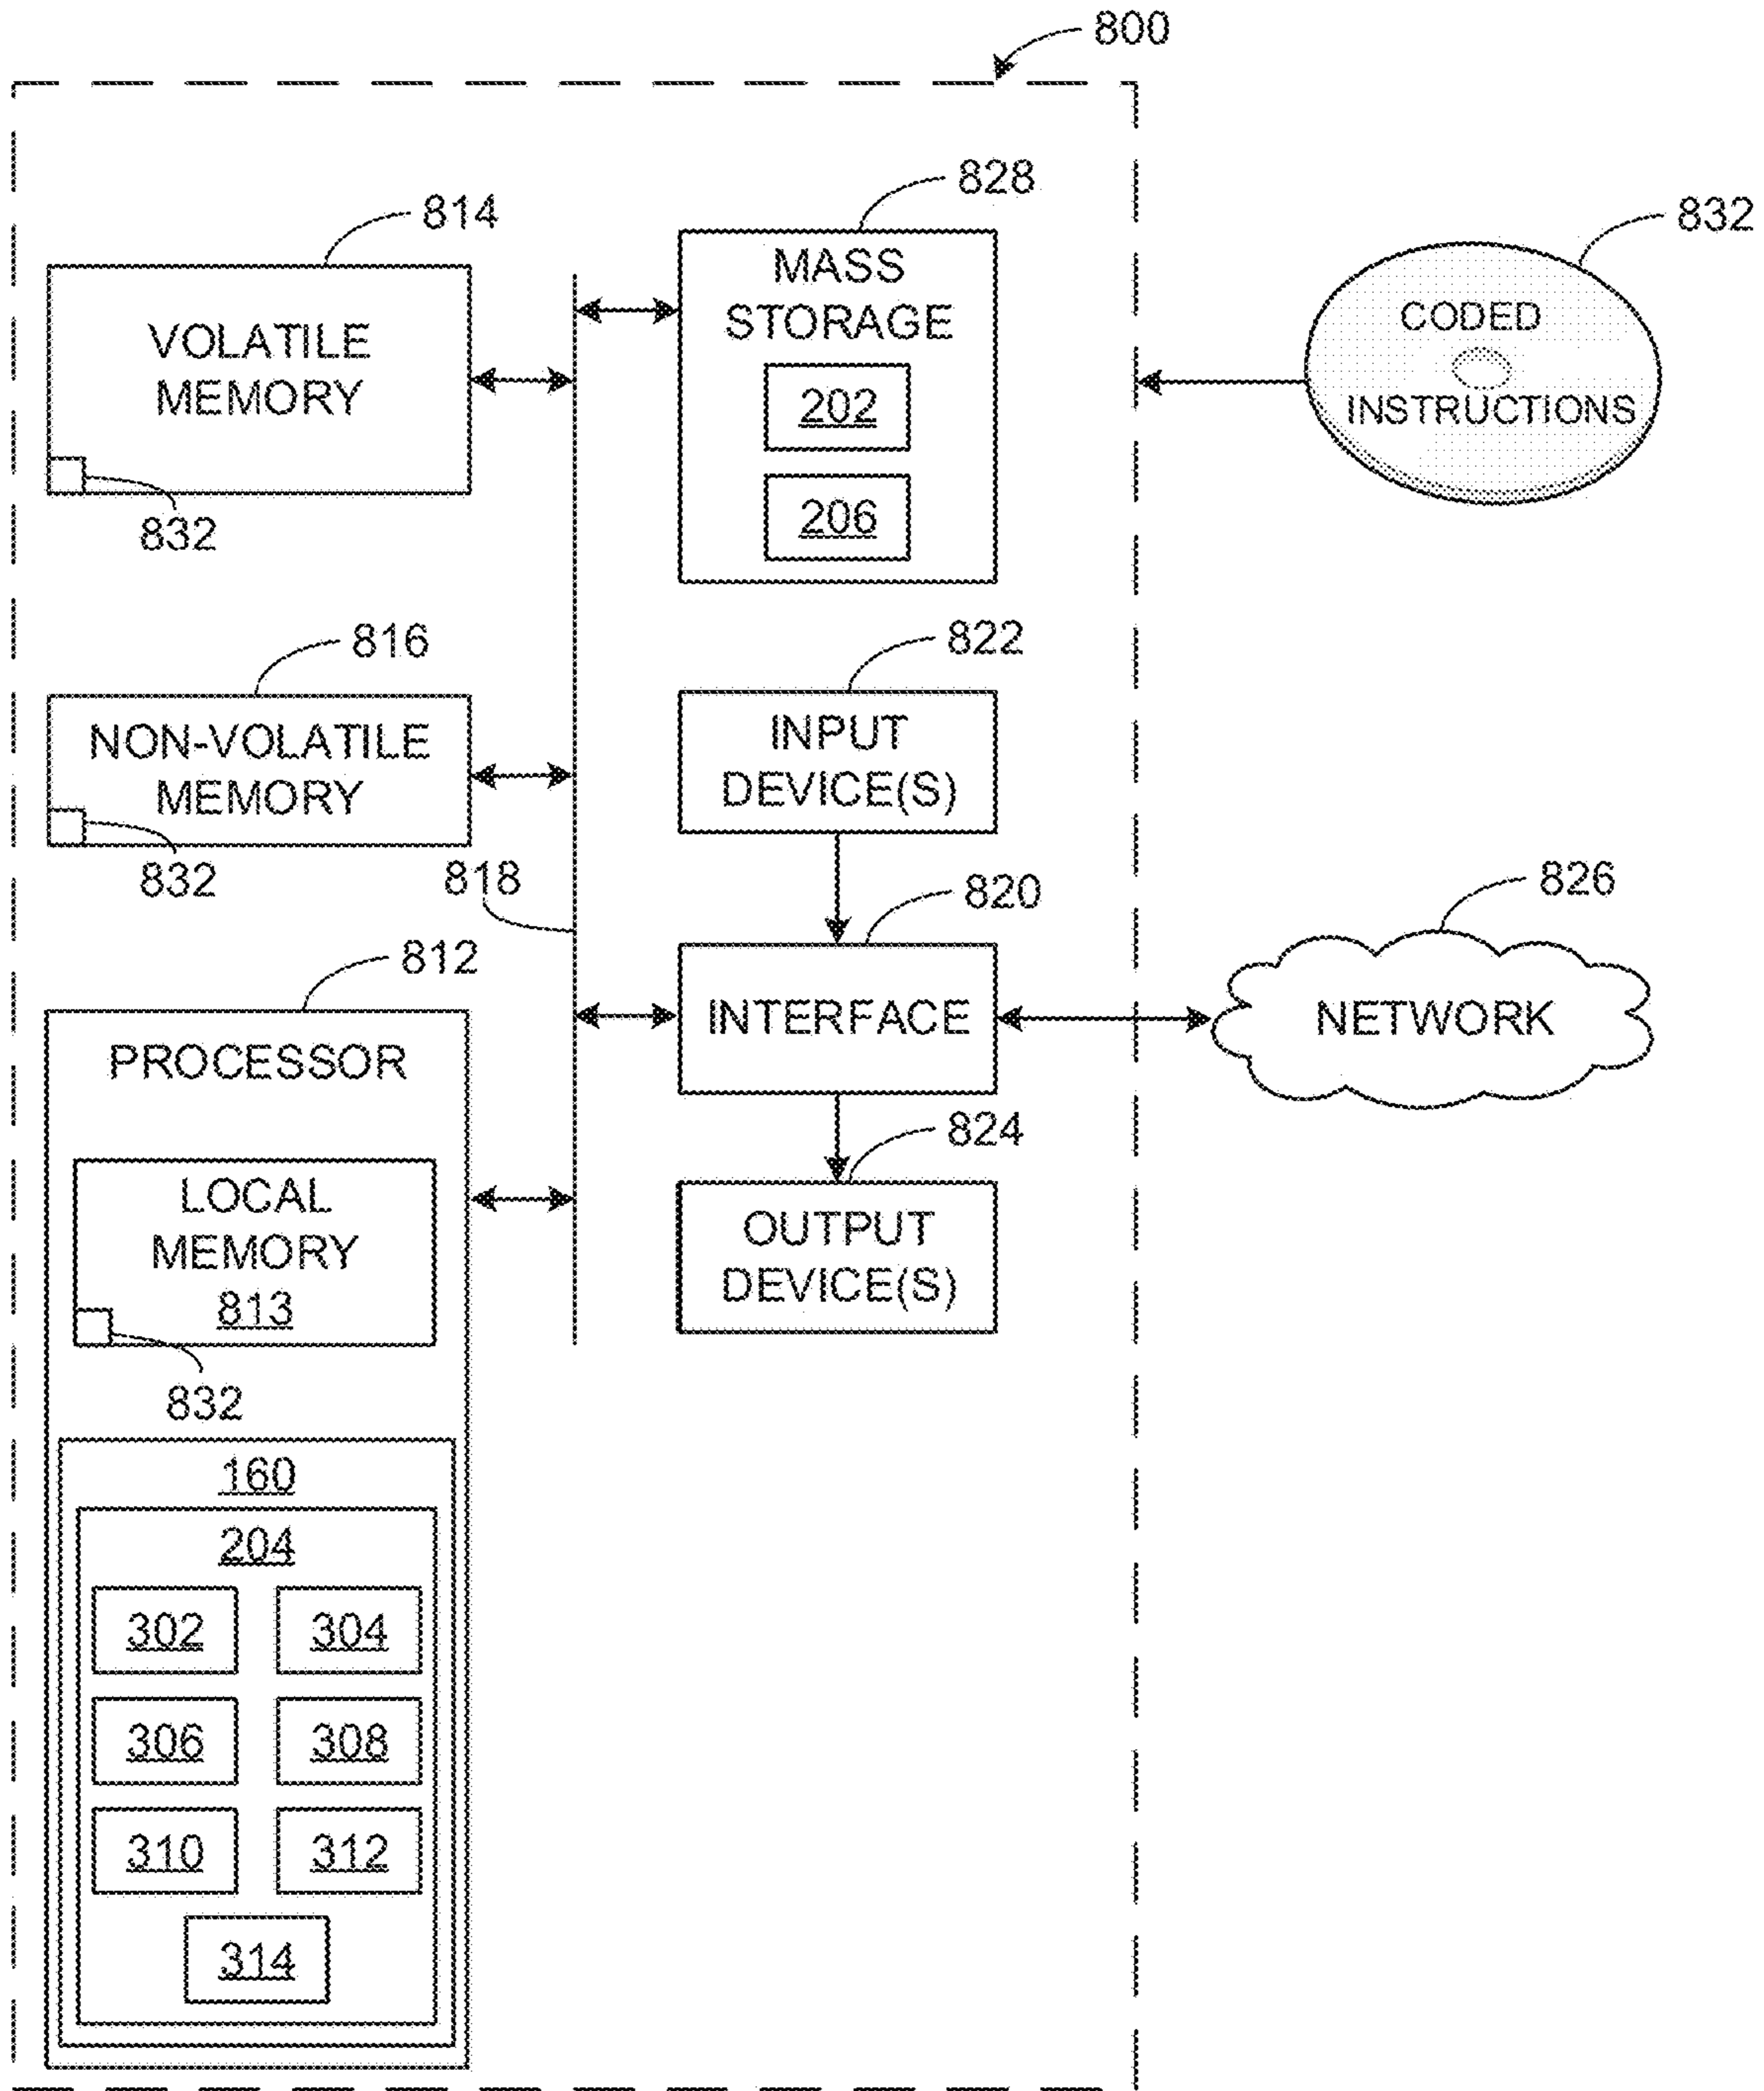 800
828
832
814
MASS
STORAGE
CODED
INSTRUCTIONS
VOLATILE
MEMORY
202
206
832
816
822
NON-VOLATILE
MEMORY
INPUT
DEVICE(S)
832
818
820
826
812
INTERFACE
NETWORK
PROCESSOR
824
LOCAL
MEMORY
813
OUTPUT
DEVICE(S)
832
160
204
302
304
306
308
310
312
314